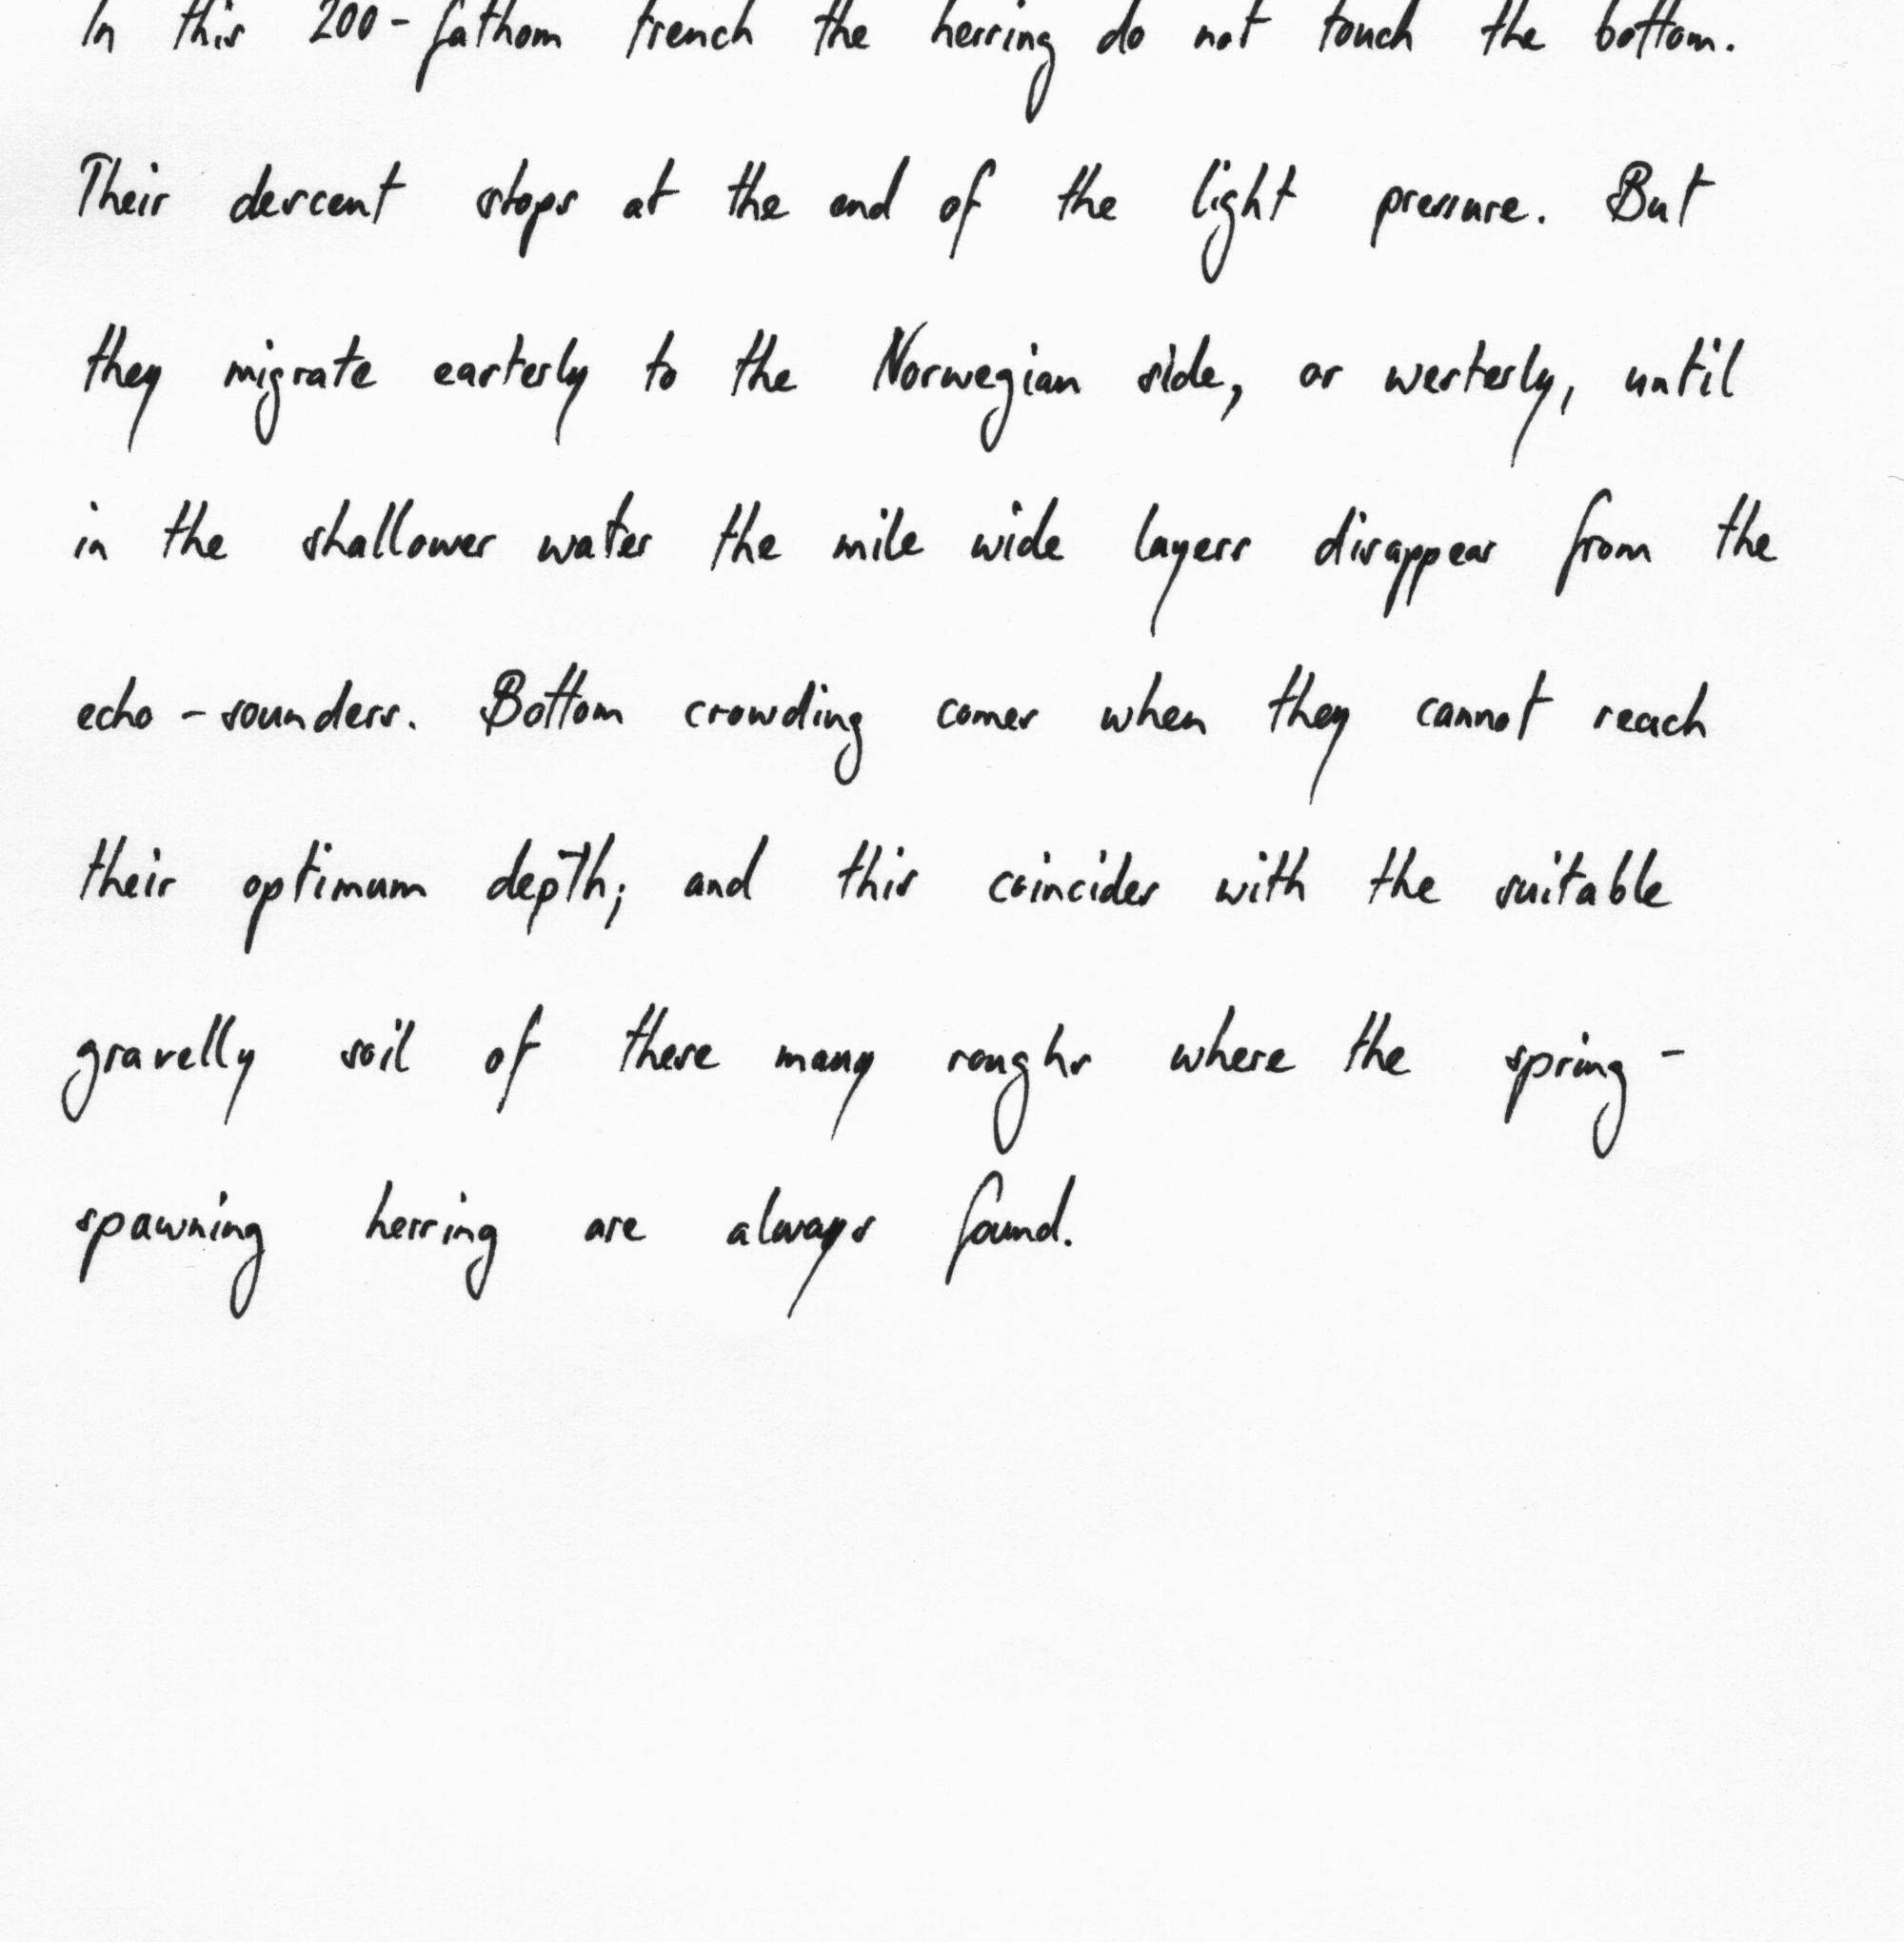 In this 200-fathom trench the herring do not touch the bottom.
Their descent stops at the end of the light pressure. But
they migrate easterly to the Norwegian side, or westerly, until
in the shallower water the mile wide layers disappear from the
echo-sounders. Bottom crowding comes when they cannot reach
their optimum depth; and this coincides with the suitable
gravelly soil of these many roughs where the spring-
spawning herring are always found.